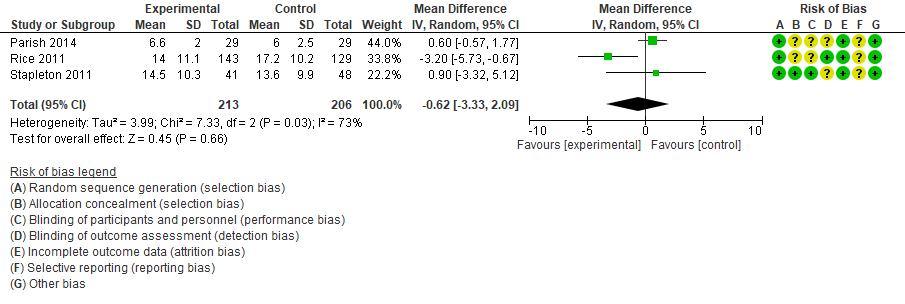 Experimental Control Mean Difference Mean Difference Risk of Bias
Study or Subgroup Mean SD Total Mean SD Total Weight IV, Random, 95% CI IV, Random, 95% CI A B C D E F G
Parish 2014 6.6 2 29 6 2.5 29 44.0% 0.60 [-0.57, 1.77] + ? ? ? + ? +
Rice 2011 14 11.1 143 17.2 10.2 129 33.8% -3.20 [-5.73, -0.67] + ? ? + + ? +
Stapleton 2011 14.5 10.3 41 13.6 9.9 48 22.2% 0.90 [-3.32, 5.12] + + + ? + ? +
Total (95% CI) 213 206 100.0% -0.62 [-3.33, 2.09]
Heterogeneity: Tau² = 3.99; Chi² = 7.33, df = 2 (P = 0.03); I² = 73%
Test for overall effect: Z = 0.45 (P = 0.66)
-10 -5 0 5 10
Favours [experimental] Favours [control]
Risk of bias legend
(A) Random sequence generation (selection bias)
(B) Allocation concealment (selection bias)
(C) Blinding of participants and personnel (performance bias)
(D) Blinding of outcome assessment (detection bias)
(E) Incomplete outcome data (attrition bias)
(F) Selective reporting (reporting bias)
(G) Other bias